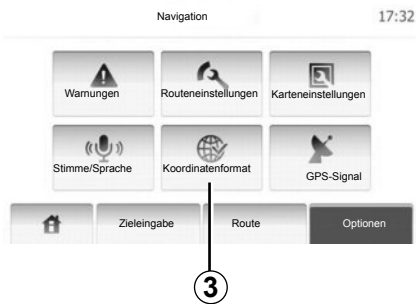 Navigation 17:32
Warnungen Routeneinstellungen Karteneinstellungen
Stimme/Sprache Koordinatenformat GPS-Signal
Zieleingabe Route Optionen
3